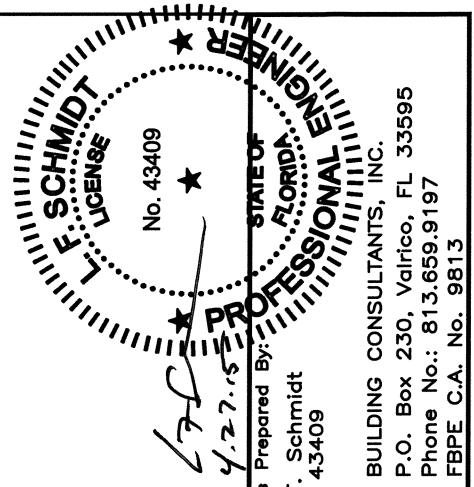 L.F. SCHMIDT
LICENSE
No. 43409
STATE OF
FLORIDA
PROFESSIONAL ENGINEER
4.27.15
Prepared By:
. Schmidt
43409
BUILDING CONSULTANTS, INC.
P.O. Box 230, Valrico, FL 33595
Phone No.: 813.659.9197
FBPE C.A. No. 9813